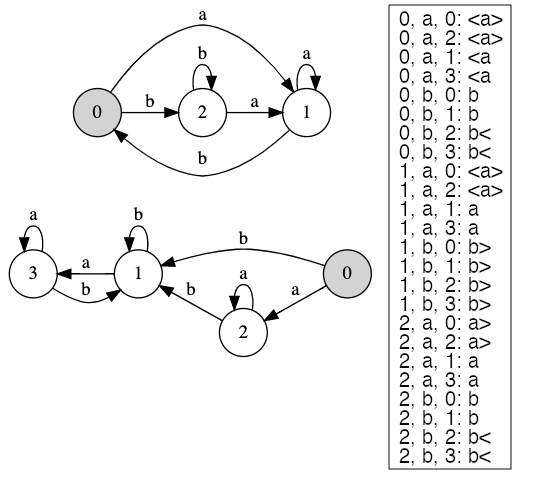 a
b
a
0
b
2
a
1
b
a
b
b
3
a
1
0
b
b
a
a
2
0, a, 0: <a>
0, a, 2: <a>
0, a, 1: <a
0, a, 3: <a
0, b, 0: b
0, b, 1: b
0, b, 2: b<
0, b, 3: b<
1, a, 0: <a>
1, a, 2: <a>
1, a, 1: a
1, a, 3: a
1, b, 0: b>
1, b, 1: b>
1, b, 2: b>
1, b, 3: b>
2, a, 0: a>
2, a, 2: a>
2, a, 1: a
2, a, 3: a
2, b, 0: b
2, b, 1: b
2, b, 2: b<
2, b, 3: b<